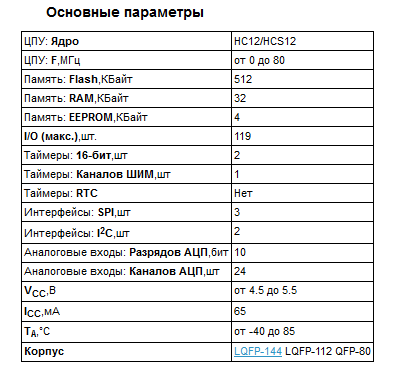 Основные параметры
ЦПУ: Ядро HC12/HCS12
ЦПУ: F,МГц от 0 до 80
Память: Flash,КБайт 512
Память: RAM,КБайт 32
Память: EEPROM,КБайт 4
I/O (макс.),шт. 119
Таймеры: 16-бит,шт 2
Таймеры: Каналов ШИМ,шт 1
Таймеры: RTC Нет
Интерфейсы: SPI,шт 3
Интерфейсы: I²C,шт 2
Аналоговые входы: Разрядов АЦП,бит 10
Аналоговые входы: Каналов АЦП,шт 24
VCC,В от 4.5 до 5.5
ICC,мА 65
TA,°C от -40 до 85
Корпус LQFP-144 LQFP-112 QFP-80